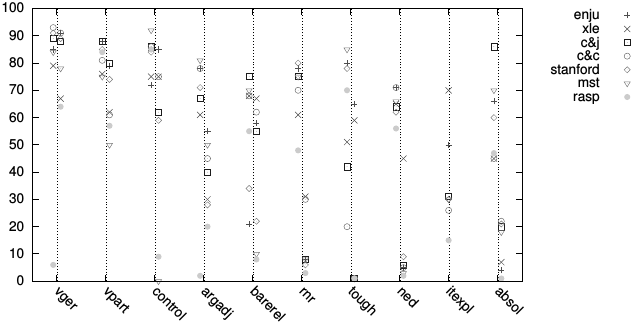 100
90
80
70
60
50
40
30
20
10
0
vger
vpart
control
argadj
barerel
rnr
tough
ned
itexpl
absol
enju
xle
c&j
c&c
stanford
mst
rasp